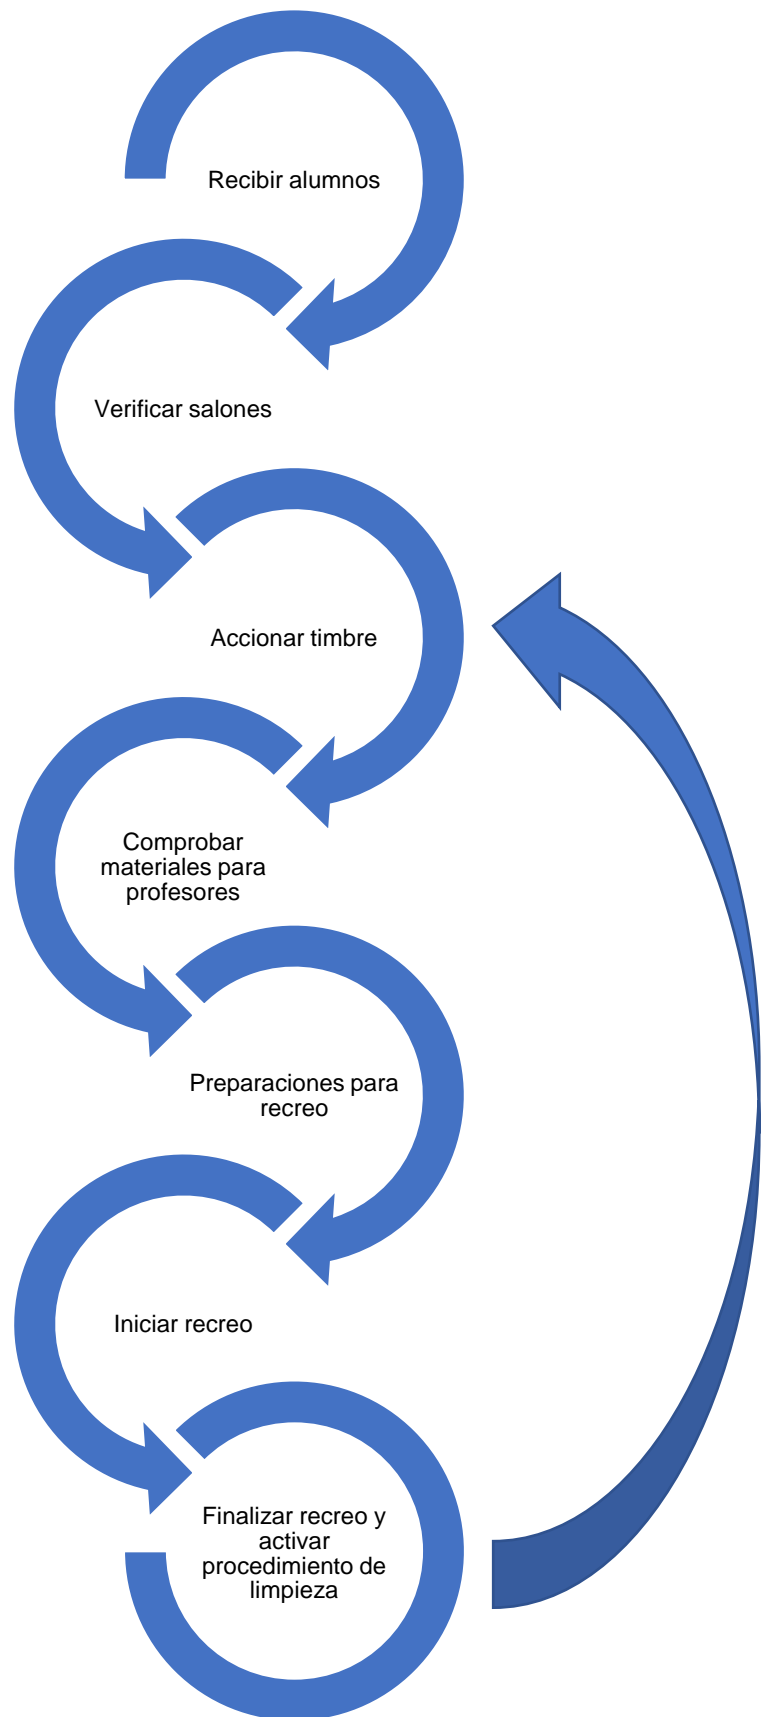 Recibir alumnos
Verificar salones
Accionar timbre
Comprobar
materiales para
profesores
Preparaciones para
recreo
Iniciar recreo
Finalizar recreo y
activar
procedimiento de
limpieza